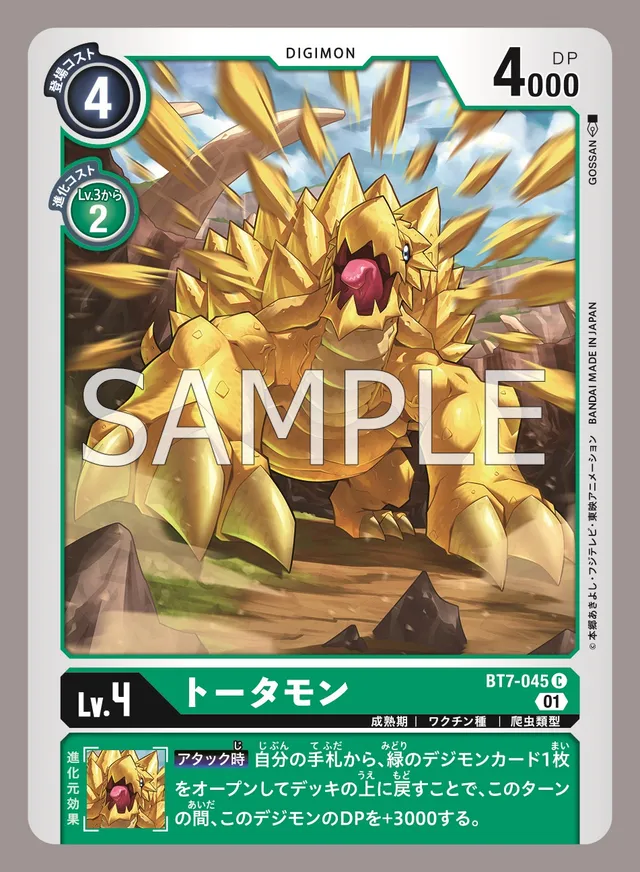 登場コスト
4
DIGIMON
4000
DP
進化コスト
Lv.3から
2
GOSSAN
BANDAI MADE IN JAPAN
© 本郷あきよし・フジテレビ・東映アニメーション
SAMPLE
Lv.4
トータモン
BT7-045 C
01
成熟期 | ワクチン種 | 爬虫類型
進化元効果
アタック時 自分の手札から、緑のデジモンカード1枚
をオープンしてデッキの上に戻すことで、このターン
の間、このデジモンのDPを+3000する。